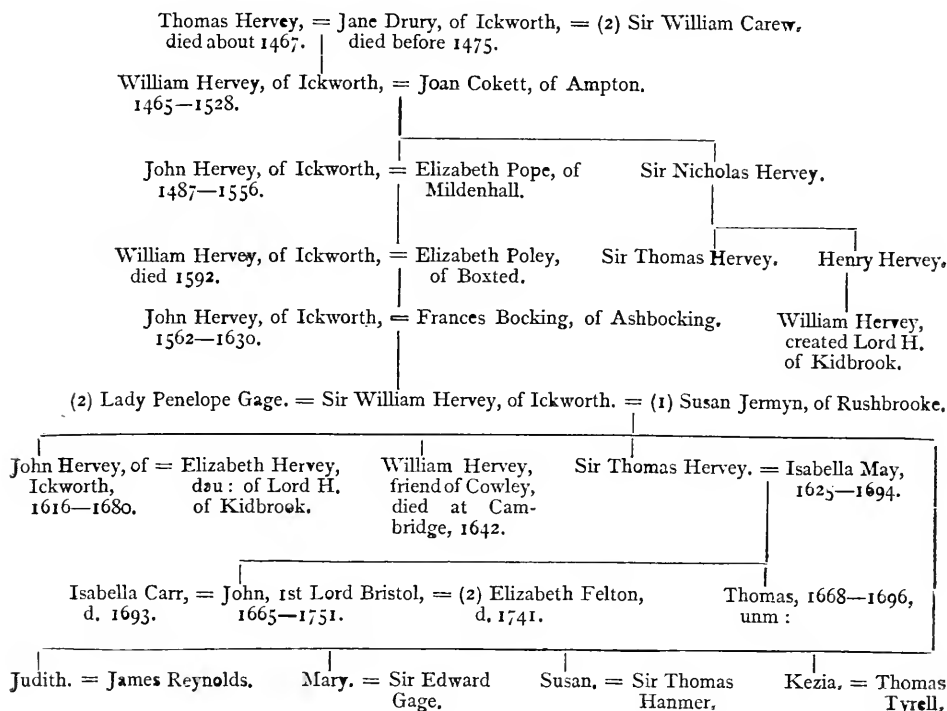 Thomas Hervey, = Jane Drury, of Ickworth, = (2) Sir William Carew.
died about 1467. died before 1475.
William Hervey, of Ickworth, = Joan Cokett, of Ampton.
1465—1528.
John Hervey, of Ickworth, = Elizabeth Pope, of Sir Nicholas Hervey.
1487—1556. Mildenhall.
William Hervey, of Ickworth, = Elizabeth Poley, Sir Thomas Hervey. Henry Hervey.
died 1592. of Boxted.
John Hervey, of Ickworth, = Frances Bocking, of Ashbocking. William Hervey,
1562—1630. created Lord H.
of Kidbrook.
(2) Lady Penelope Gage. = Sir William Hervey, of Ickworth. = (1) Susan Jermyn, of Rushbrooke.
John Hervey, of = Elizabeth Hervey, William Hervey, Sir Thomas Hervey. = Isabella May,
Ickworth, dau: of Lord H. friend of Cowley, 1625—1694.
1616—1680. of Kidbrook. died at Cam-
bridge, 1642.
Isabella Carr, = John, 1st Lord Bristol, = (2) Elizabeth Felton, Thomas, 1668—1696,
d. 1693. 1665—1751. d. 1741. unm :
Judith. = James Reynolds. Mary. = Sir Edward Susan. = Sir Thomas Kezia. = Thomas
Gage. Hanmer. Tyrell.